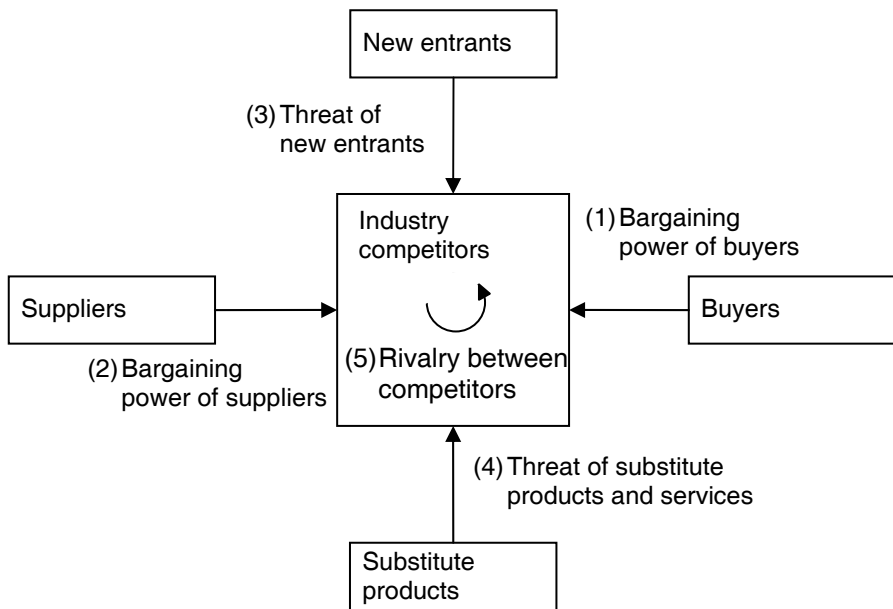 New entrants
(3) Threat of
new entrants
Industry
competitors
(1) Bargaining
power of buyers
Suppliers
Buyers
(2) Bargaining
power of suppliers
(5) Rivalry between
competitors
(4) Threat of substitute
products and services
Substitute
products